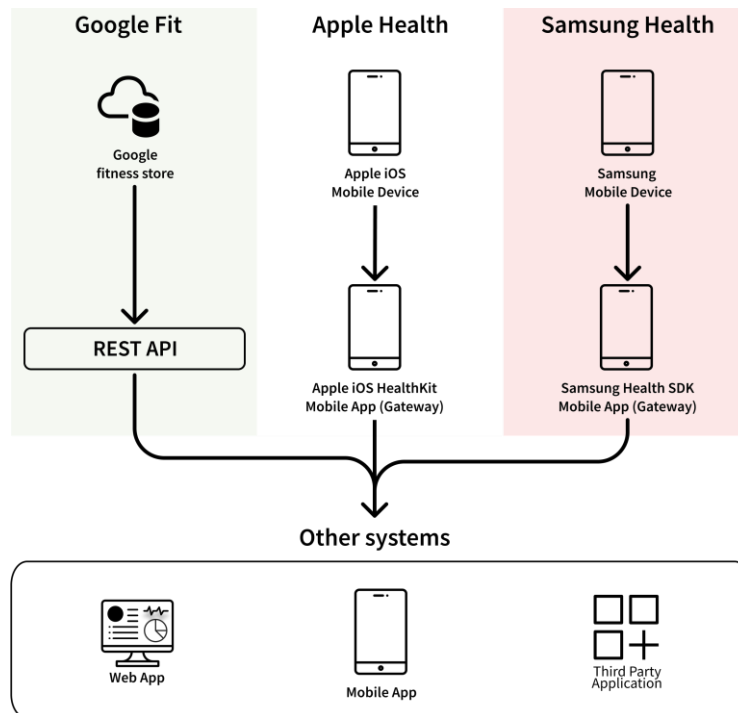 Google Fit
Apple Health
Samsung Health
Google
fitness store
Apple iOS
Mobile Device
Samsung
Mobile Device
REST API
Apple iOS HealthKit
Mobile App (Gateway)
Samsung Health SDK
Mobile App (Gateway)
Other systems
Web App
Mobile App
Third Party
Application